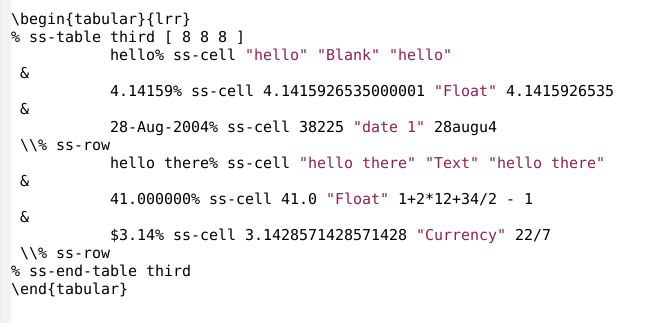 \begin{tabular}{lrr}
% ss-table third [ 8 8 8 ]
hello% ss-cell "hello" "Blank" "hello"
&
4.14159% ss-cell 4.1415926535000001 "Float" 4.1415926535
&
28-Aug-2004% ss-cell 38225 "date 1" 28augu4
\\% ss-row
hello there% ss-cell "hello there" "Text" "hello there"
&
41.000000% ss-cell 41.0 "Float" 1+2*12+34/2 - 1
&
$3.14% ss-cell 3.1428571428571428 "Currency" 22/7
\\% ss-row
% ss-end-table third
\end{tabular}